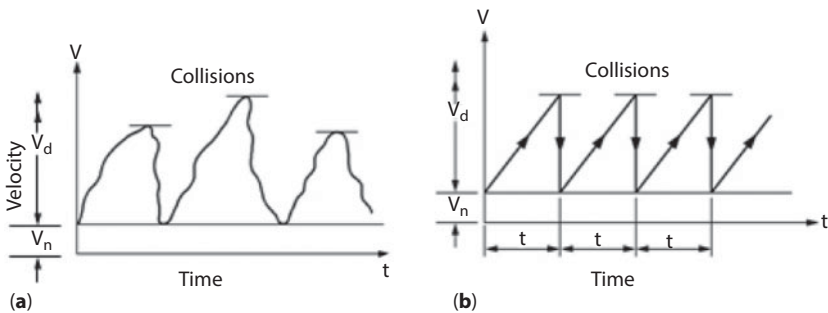 V
Collisions
Velocity
V_d
V_n
t
Time
(a)
V
Collisions
V_d
V_n
t
t
t
t
Time
(b)